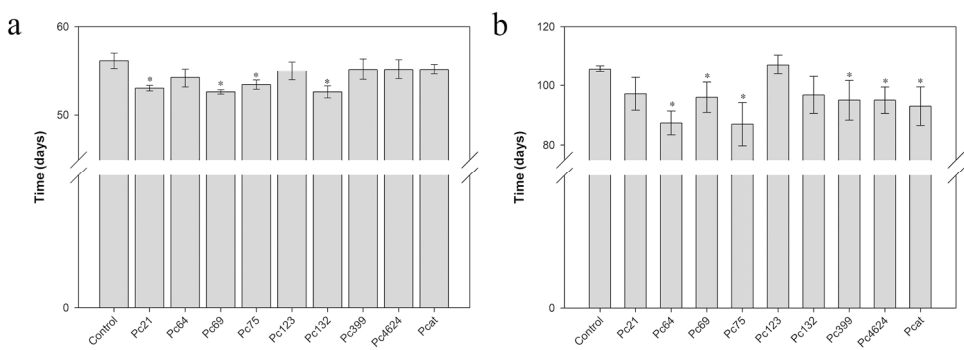 a
60
50
0
Time (days)
*
*
*
*
Control
Pc21
Pc64
Pc69
Pc75
Pc123
Pc132
Pc399
Pc4624
Pcat
b
120
100
80
0
Time (days)
*
*
*
*
*
*
Control
Pc21
Pc64
Pc69
Pc75
Pc123
Pc132
Pc399
Pc4624
Pcat